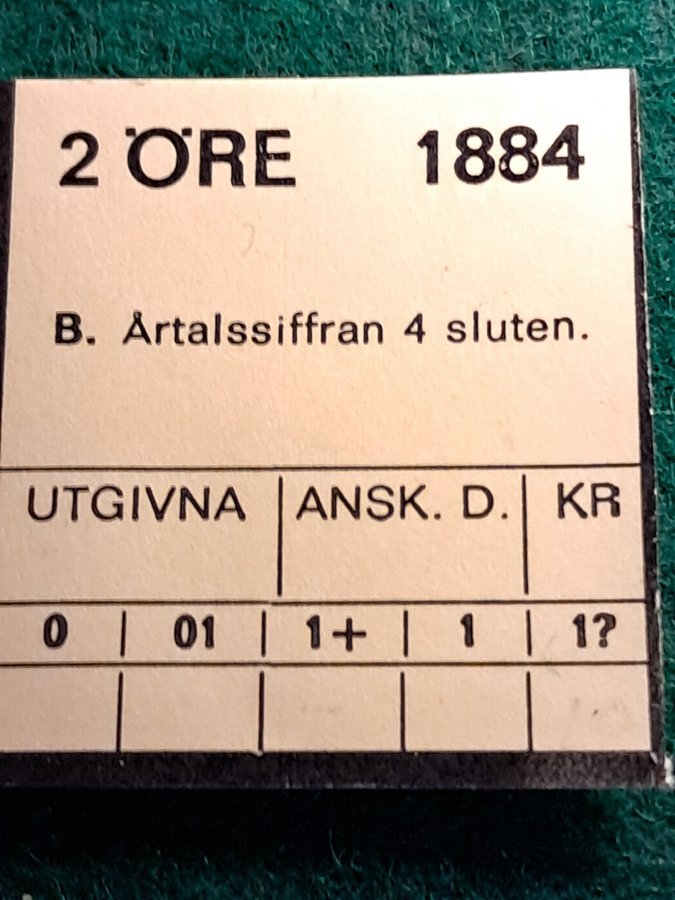 2 ÖRE 1884
B. Årtalssiffran 4 sluten.
UTGIVNA | ANSK. D. | KR
0 | 01 | 1+ | 1 | 1?